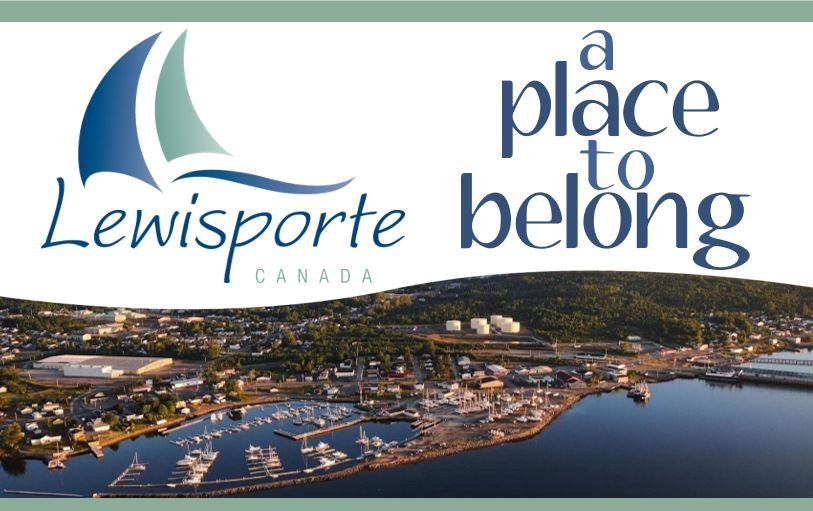 Lewisporte
CANADA
a
place
to
belong